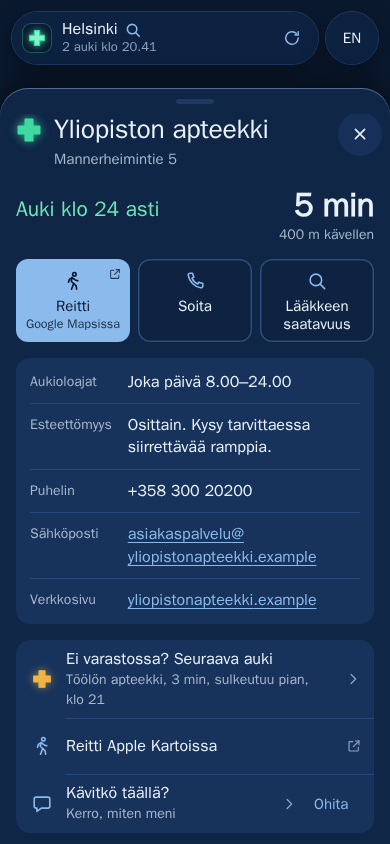 Helsinki
2 auki klo 20.41
EN
Yliopiston apteekki
Mannerheimintie 5
Auki klo 24 asti
5 min
400 m kävellen
Reitti
Google Mapsissa
Soita
Lääkkeen
saatavuus
Aukioloajat
Joka päivä 8.00–24.00
Esteettömyys
Osittain. Kysy tarvittaessa
siirrettävää ramppia.
Puhelin
+358 300 20200
Sähköposti
asiakaspalvelu@
yliopistonapteekki.example
Verkkosivu
yliopistonapteekki.example
Ei varastossa? Seuraava auki
Töölön apteekki, 3 min, sulkeutuu pian,
klo 21
Reitti Apple Kartoissa
Kävitkö täällä?
Kerro, miten meni
Ohita